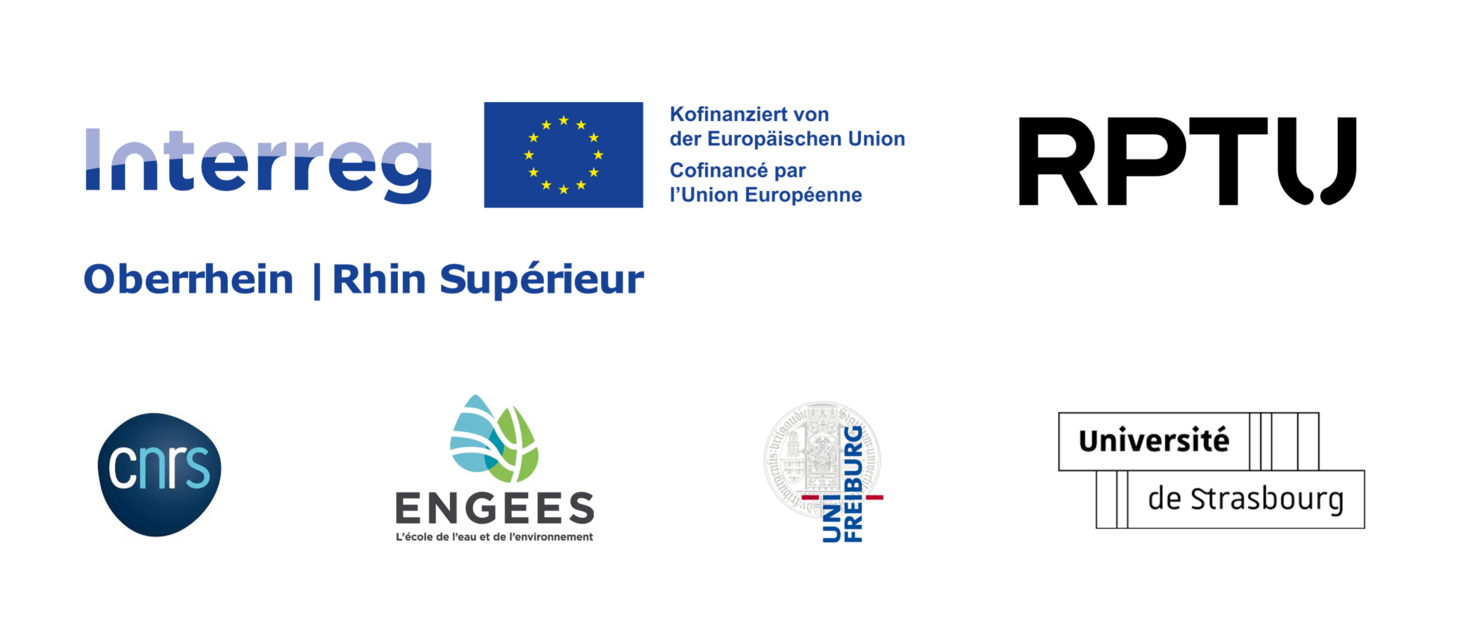 Interreg
Kofinanziert von
der Europäischen Union
Cofinancé par
l'Union Européenne
RPTU
Oberrhein | Rhin Supérieur
cnrs
ENGEES
L'école de l'eau et de l'environnement
UNI
FREIBURG
Université
de Strasbourg